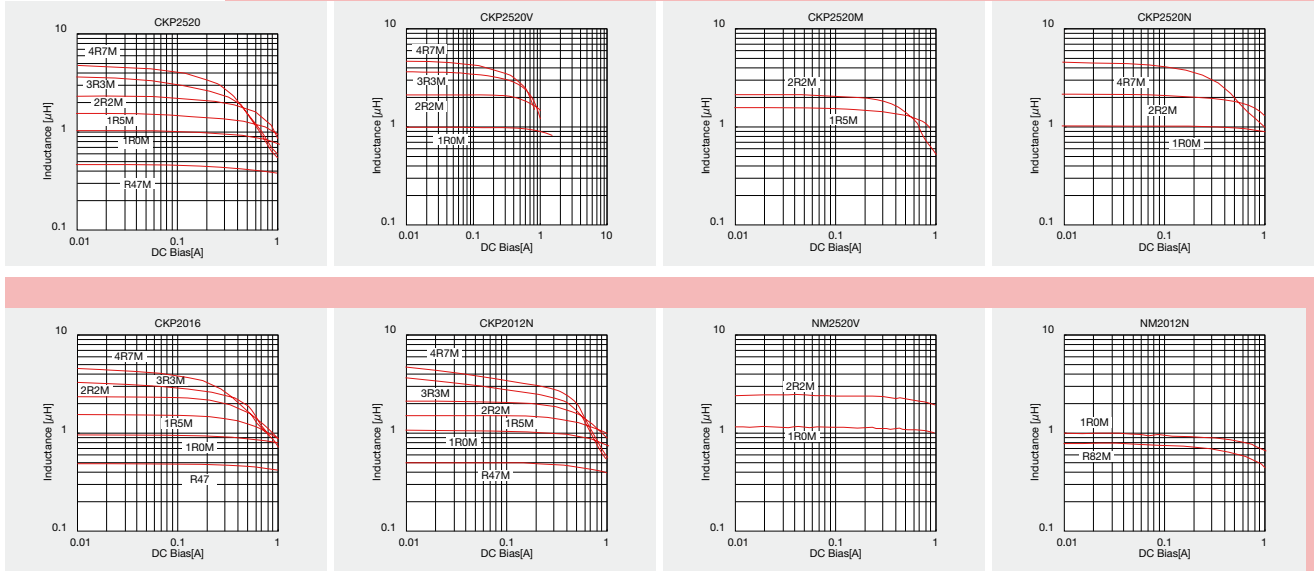 CKP2520
10
1
0.1
Inductance [µH]
4R7M
3R3M
2R2M
1R5M
1R0M
R47M
0.01
0.1
1
DC Bias[A]
CKP2520V
10
1
0.1
Inductance [µH]
4R7M
3R3M
2R2M
1R0M
0.01
0.1
1
10
DC Bias[A]
CKP2520M
10
1
0.1
Inductance [µH]
2R2M
1R5M
0.01
0.1
1
DC Bias[A]
CKP2520N
10
1
0.1
Inductance [µH]
4R7M
2R2M
1R0M
0.01
0.1
1
DC Bias[A]
CKP2016
10
1
0.1
Inductance [µH]
4R7M
3R3M
2R2M
1R5M
1R0M
R47
0.01
0.1
1
DC Bias[A]
CKP2012N
10
1
0.1
Inductance [µH]
4R7M
3R3M
2R2M
1R5M
1R0M
R47M
0.01
0.1
1
DC Bias[A]
NM2520V
10
1
0.1
Inductance [µH]
2R2M
1R0M
0.01
0.1
1
DC Bias[A]
NM2012N
10
1
0.1
Inductance [µH]
1R0M
R82M
0.01
0.1
1
DC Bias[A]